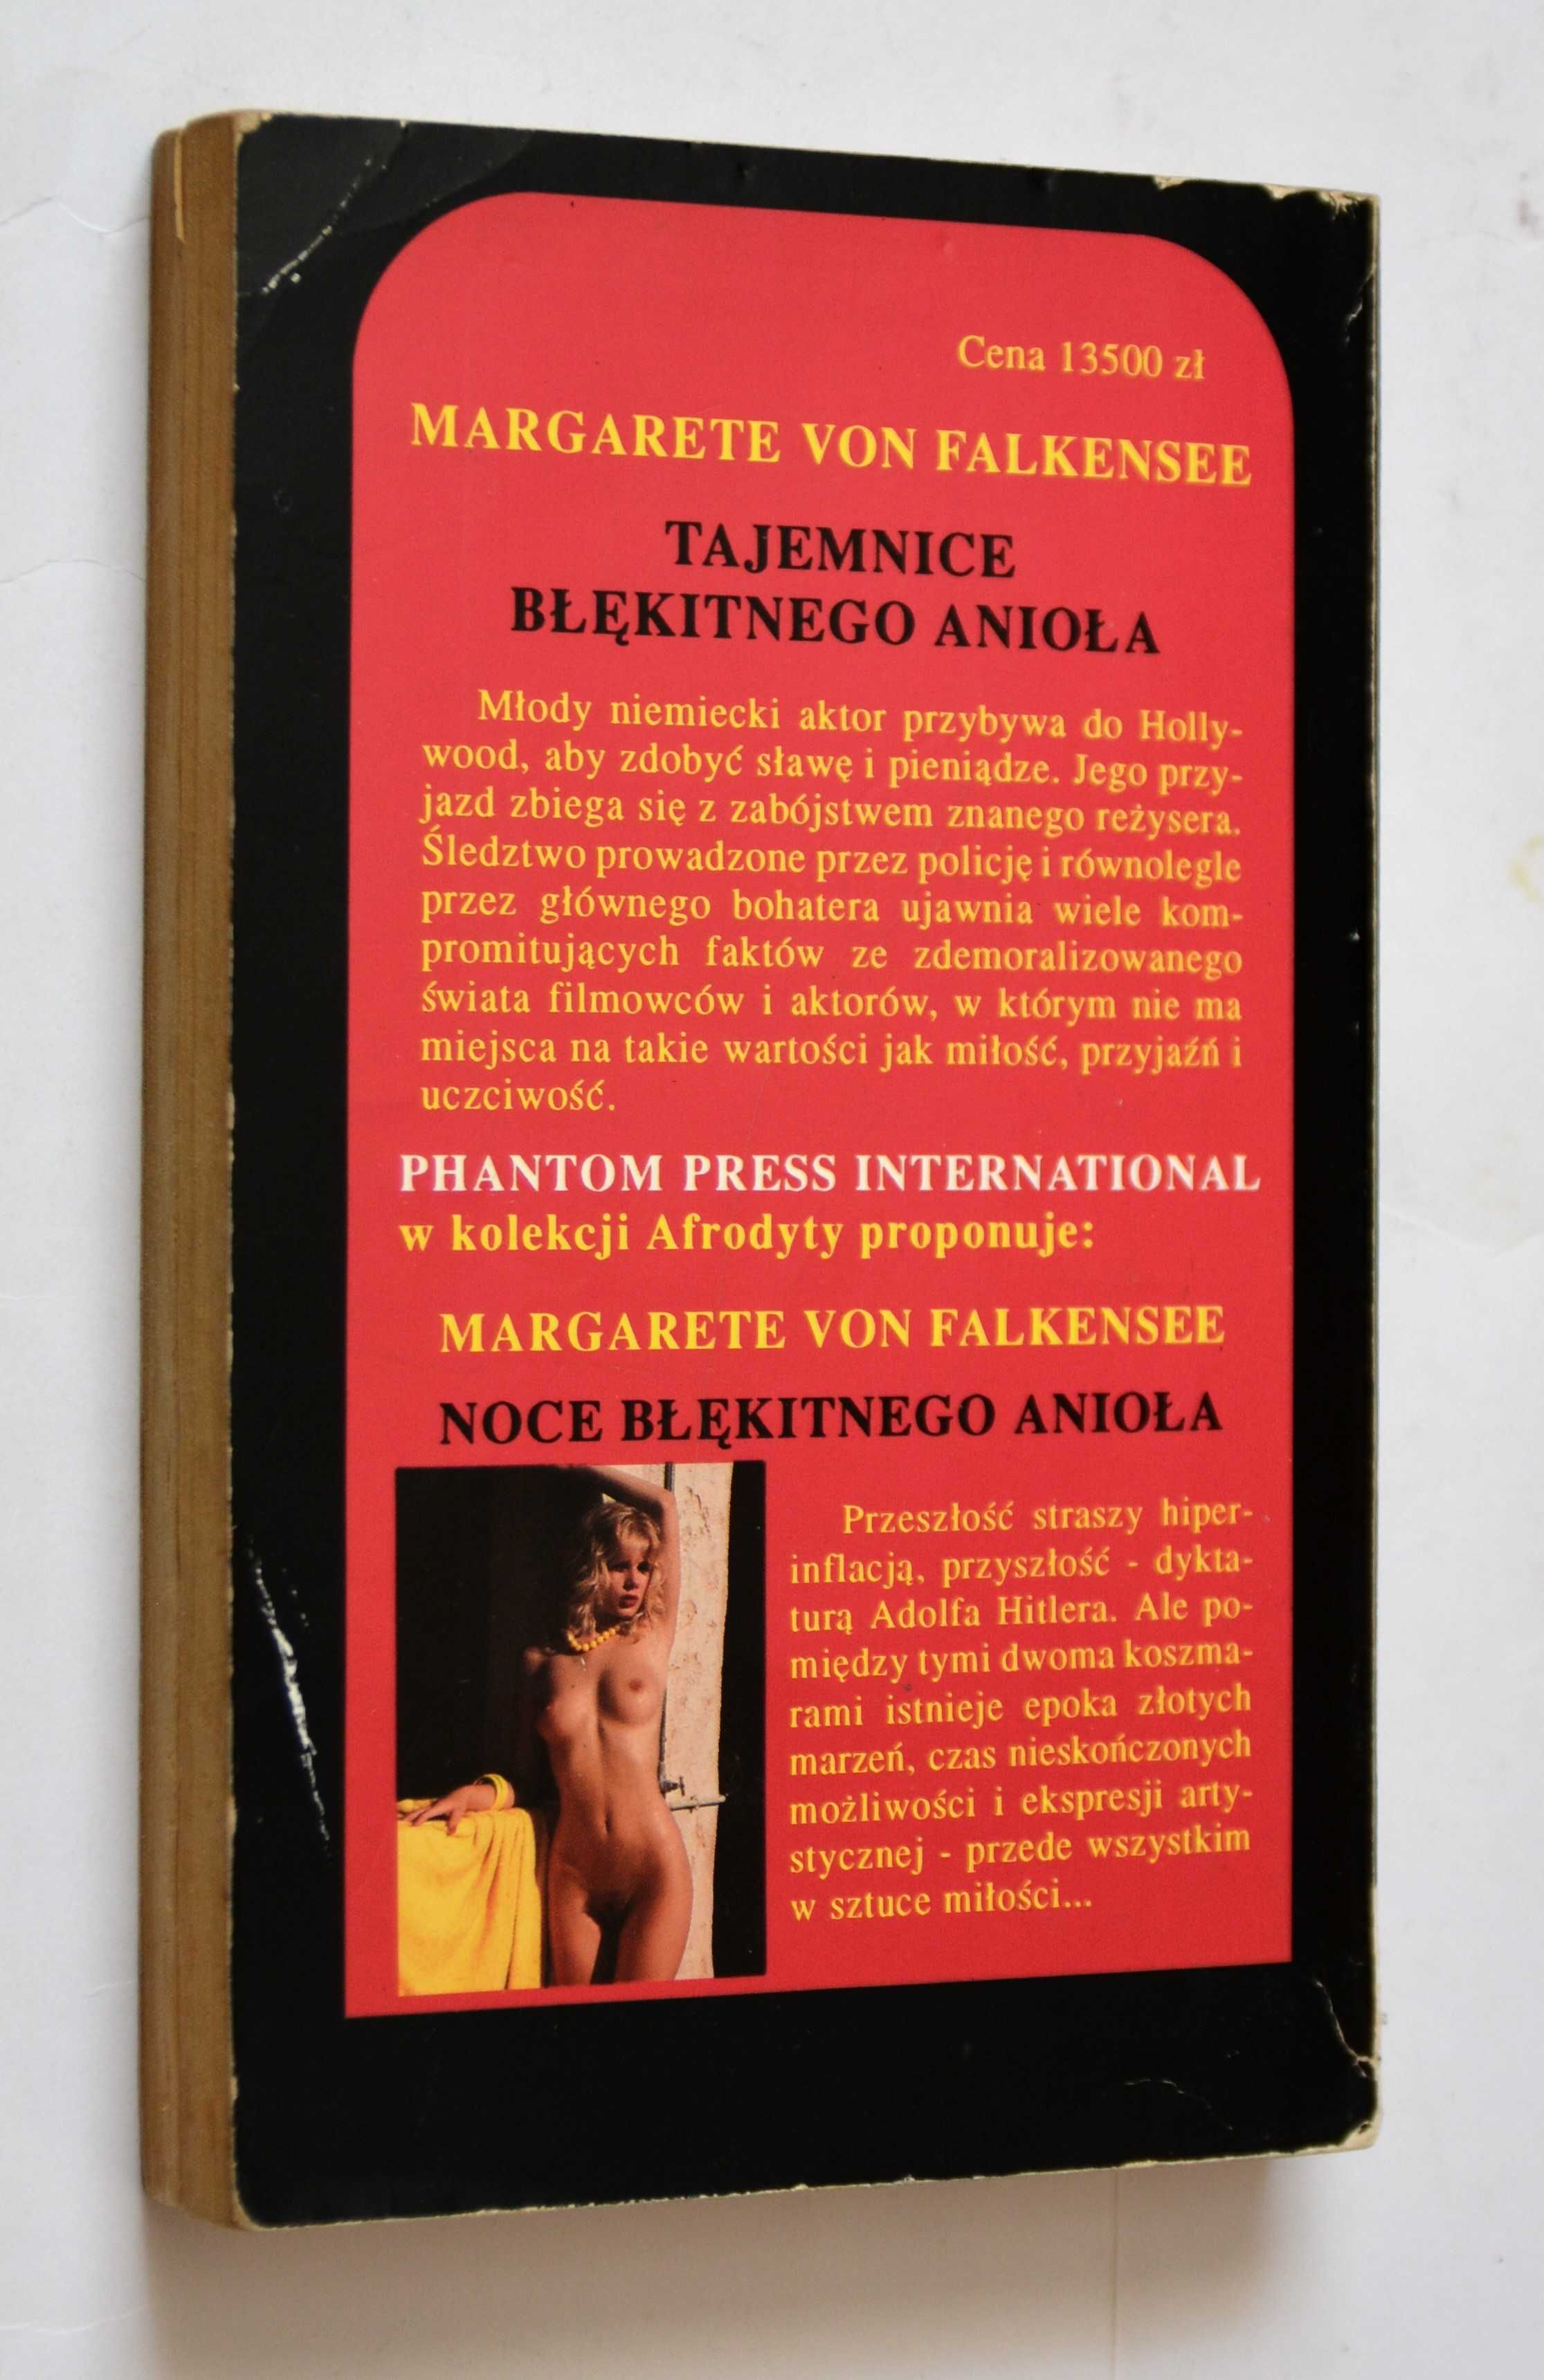 Cena 13500 zł
MARGARETE VON FALKENSEE
TAJEMNICE
BŁĘKITNEGO ANIOŁA
Młody niemiecki aktor przybywa do Holly-
wood, aby zdobyć sławę i pieniądze. Jego przy-
jazd zbiega się z zabójstwem znanego reżysera.
Śledztwo prowadzone przez policję i równolegle
przez głównego bohatera ujawnia wiele kom-
promitujących faktów ze zdemoralizowanego
świata filmowców i aktorów, w którym nie ma
miejsca na takie wartości jak miłość, przyjaźń i
uczciwość.
PHANTOM PRESS INTERNATIONAL
w kolekcji Afrodyty proponuje:
MARGARETE VON FALKENSEE
NOCE BŁĘKITNEGO ANIOŁA
Przeszłość straszy hiper-
inflacją, przyszłość - dykta-
turą Adolfa Hitlera. Ale po-
między tymi dwoma koszma-
rami istnieje epoka złotych
marzeń, czas nieskończonych
możliwości i ekspresji arty-
stycznej - przede wszystkim
w sztuce miłości...